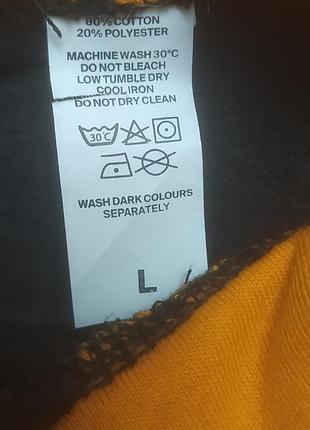 80% COTTON
20% POLYESTER
MACHINE WASH 30°C
DO NOT BLEACH
LOW TUMBLE DRY
COOL IRON
DO NOT DRY CLEAN
30°C
WASH DARK COLOURS
SEPARATELY
L